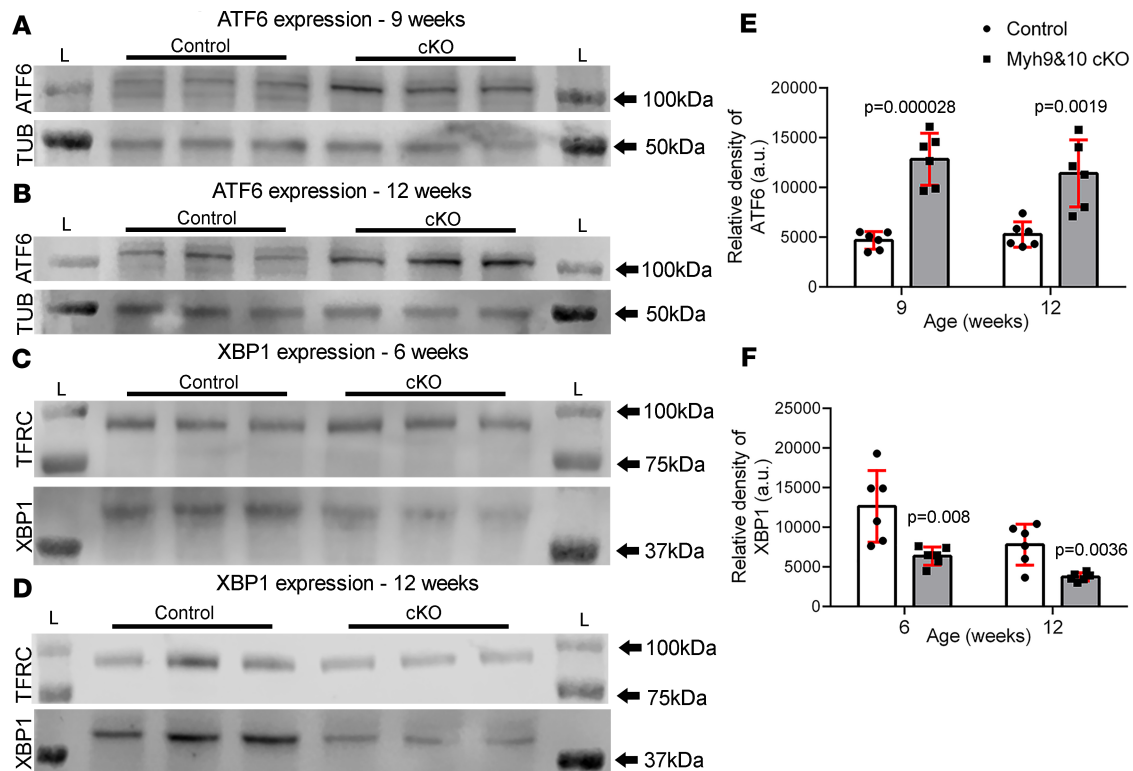 A
ATF6 expression - 9 weeks
L
Control
cKO
L
ATF6
100kDa
TUB
50kDa
B
ATF6 expression - 12 weeks
L
Control
cKO
L
ATF6
100kDa
TUB
50kDa
C
XBP1 expression - 6 weeks
L
Control
cKO
L
TFRC
100kDa
75kDa
XBP1
37kDa
D
XBP1 expression - 12 weeks
L
Control
cKO
L
TFRC
100kDa
75kDa
XBP1
37kDa
E
Control
Myh9&10 cKO
Relative density of
ATF6 (a.u.)
20000
15000
10000
5000
0
p=0.000028
p=0.0019
9
12
Age (weeks)
F
Relative density of
XBP1 (a.u.)
25000
20000
15000
10000
5000
0
p=0.008
p=0.0036
6
12
Age (weeks)